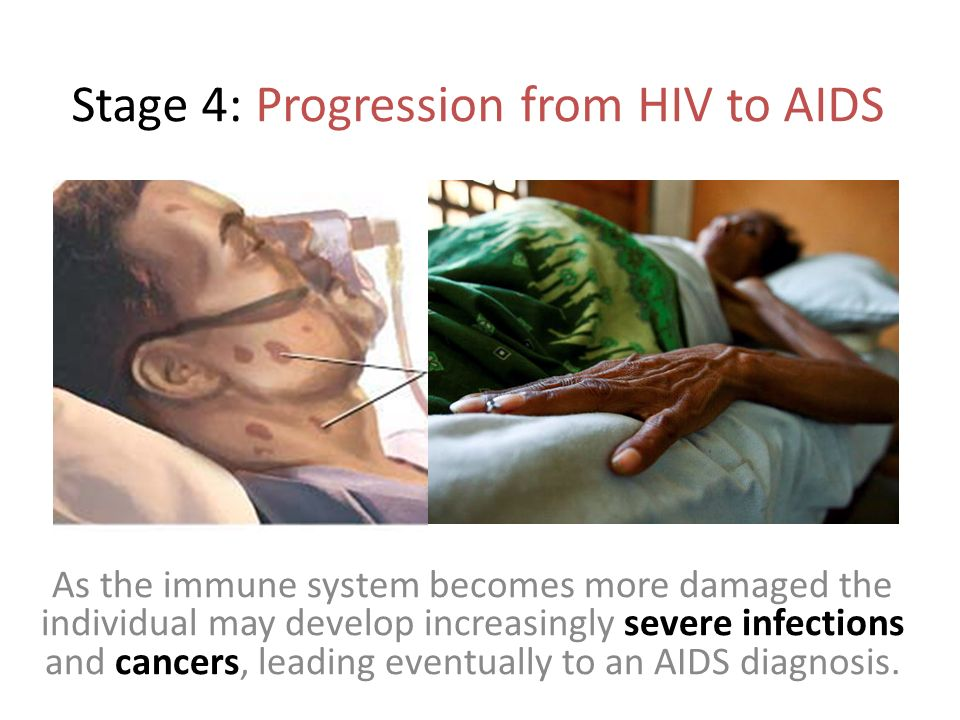 Stage 4: Progression from HIV to AIDS
As the immune system becomes more damaged the
individual may develop increasingly severe infections
and cancers, leading eventually to an AIDS diagnosis.